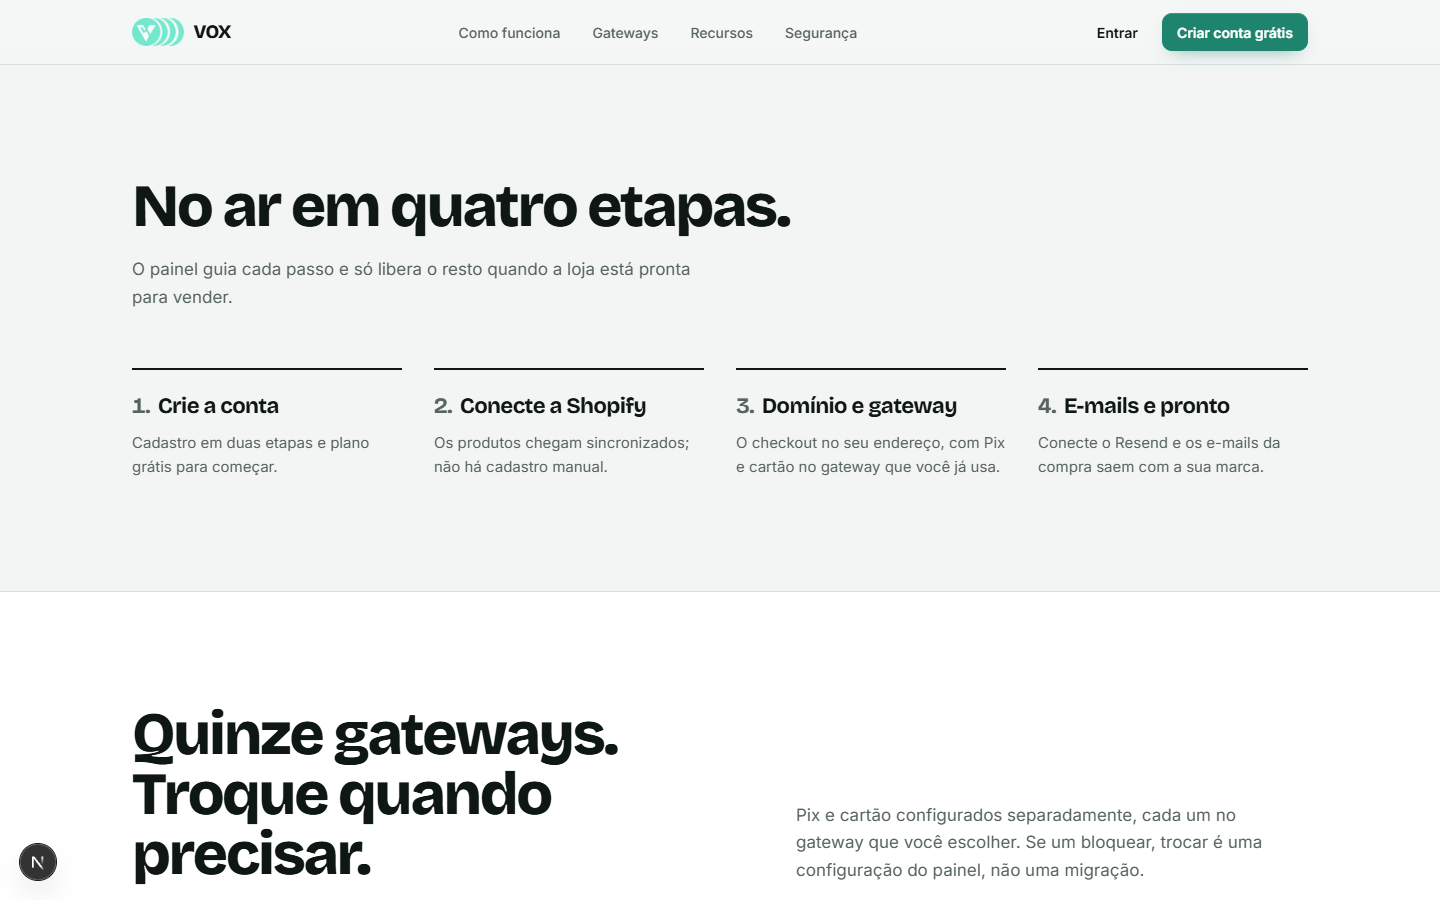 VOX
Como funciona
Gateways
Recursos
Segurança
Entrar
Criar conta grátis
No ar em quatro etapas.
O painel guia cada passo e só libera o resto quando a loja está pronta
para vender.
1. Crie a conta
Cadastro em duas etapas e plano
grátis para começar.
2. Conecte a Shopify
Os produtos chegam sincronizados;
não há cadastro manual.
3. Domínio e gateway
O checkout no seu endereço, com Pix
e cartão no gateway que você já usa.
4. E-mails e pronto
Conecte o Resend e os e-mails da
compra saem com a sua marca.
Quinze gateways.
Troque quando
precisar.
Pix e cartão configurados separadamente, cada um no
gateway que você escolher. Se um bloquear, trocar é uma
configuração do painel, não uma migração.
N